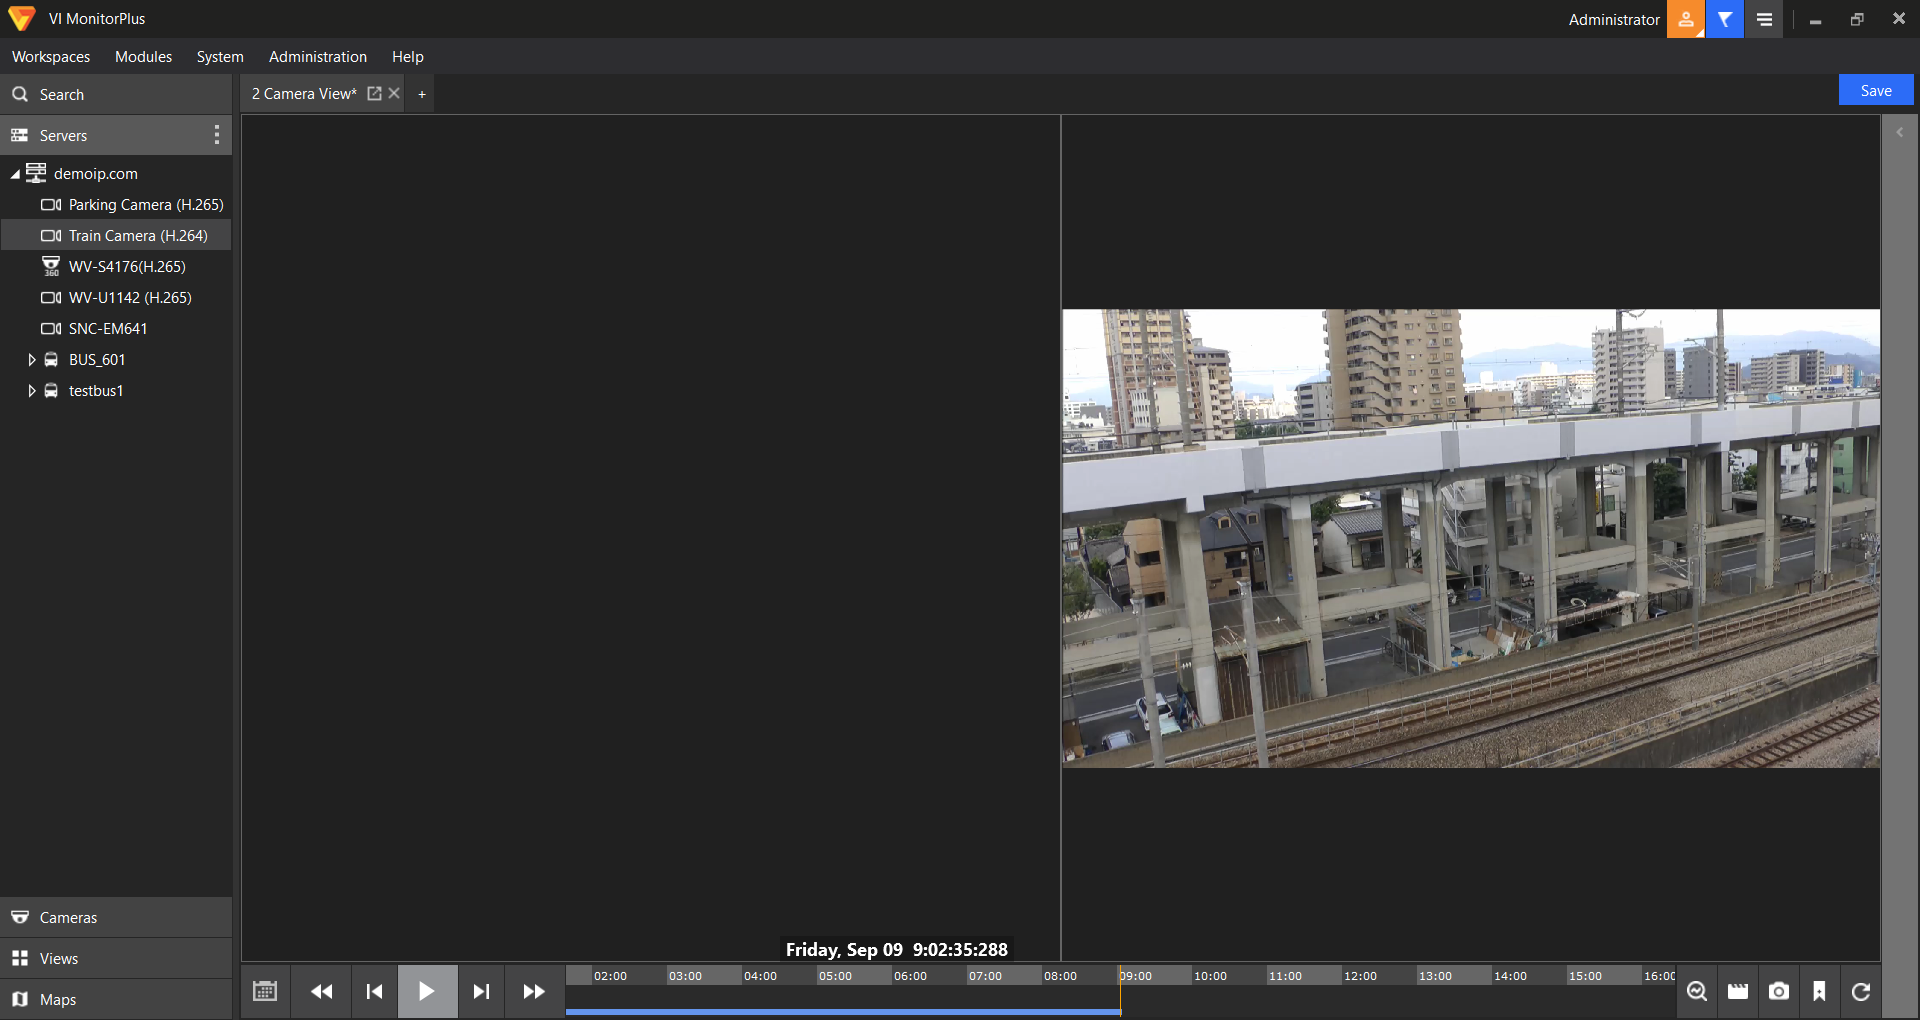 VI MonitorPlus
Administrator
Workspaces Modules System Administration Help
Search
2 Camera View* +
Save
Servers
demoip.com
Parking Camera (H.265)
Train Camera (H.264)
360
WV-S4176(H.265)
WV-U1142 (H.265)
SNC-EM641
BUS_601
testbus1
Cameras
Views
Maps
Friday, Sep 09 9:02:35:288
02:00 03:00 04:00 05:00 06:00 07:00 08:00 09:00 10:00 11:00 12:00 13:00 14:00 15:00 16:00